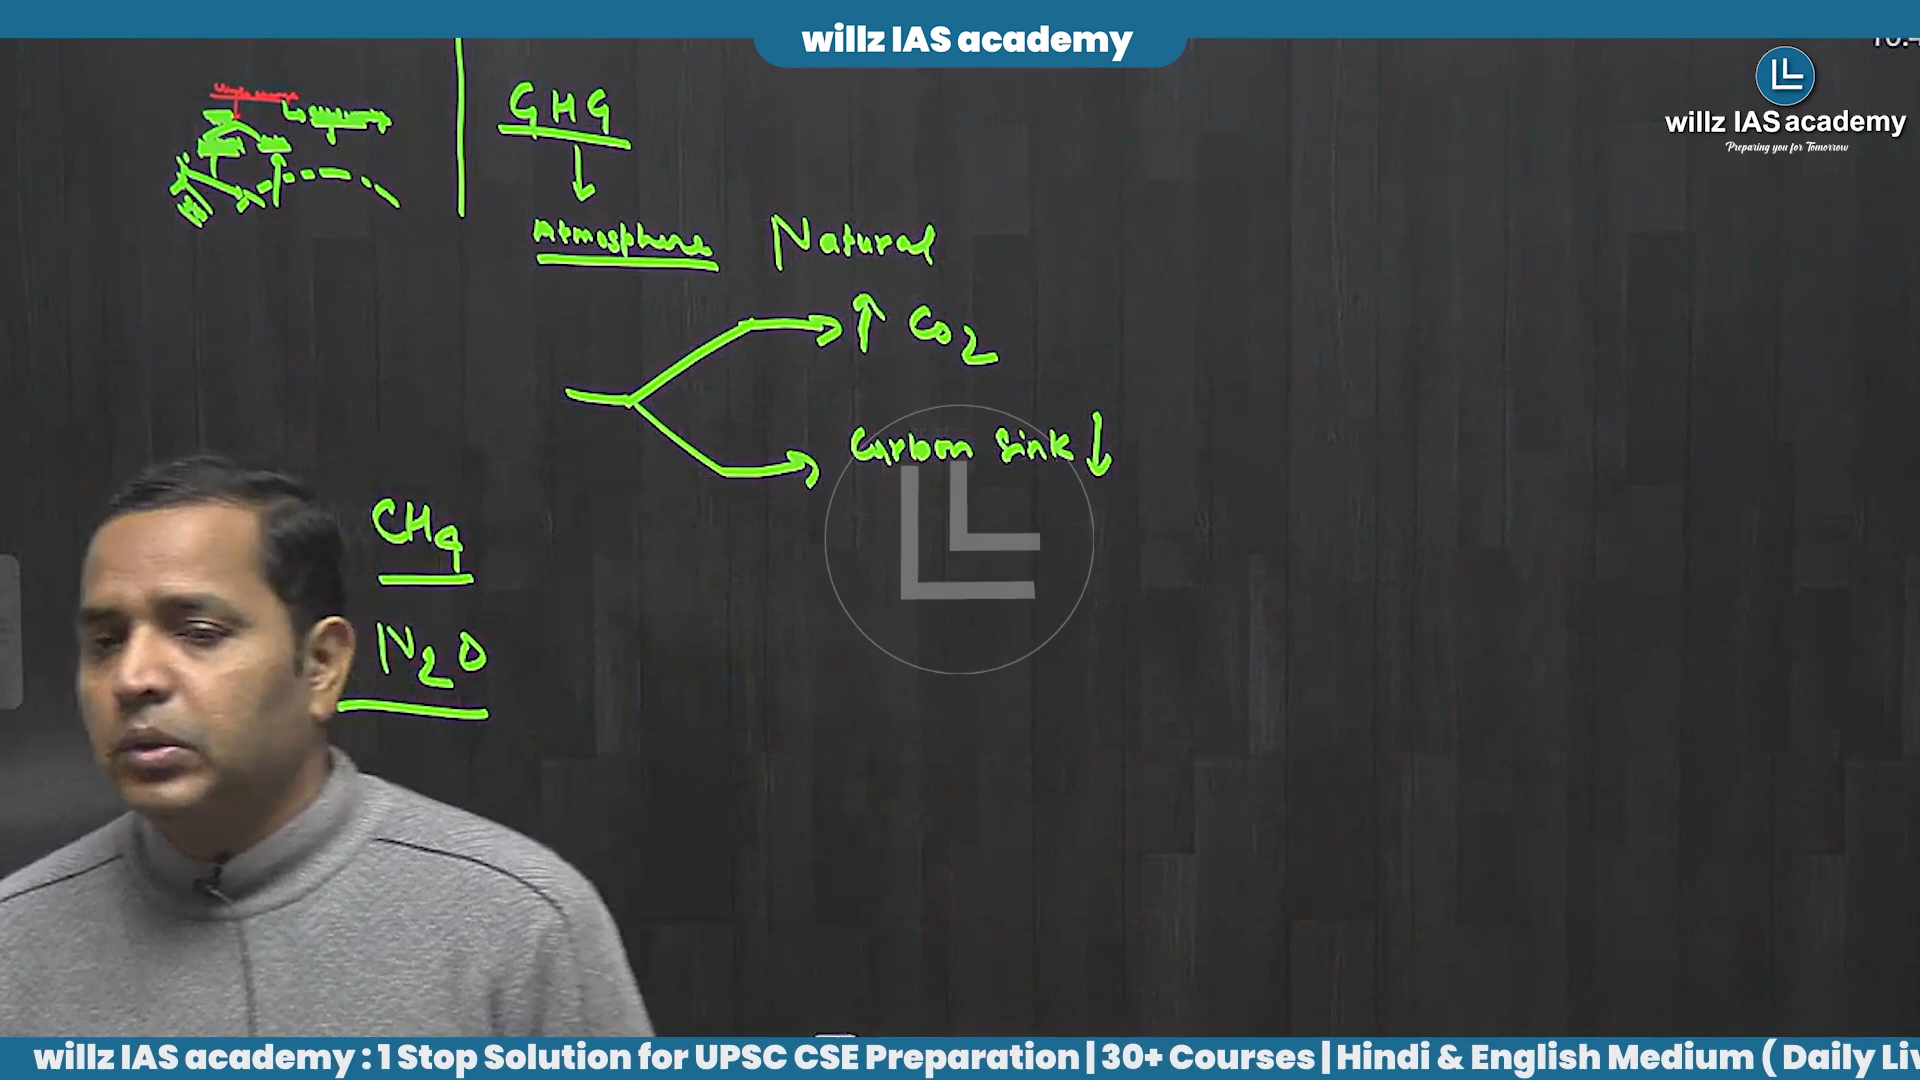 willz IAS academy
willz IAS academy
Preparing you for Tomorrow
GHG
Atmosphere Natural
↑ CO2
Carbon Sink ↓
CH4
N2O
willz IAS academy : 1 Stop Solution for UPSC CSE Preparation | 30+ Courses | Hindi & English Medium ( Daily Liv